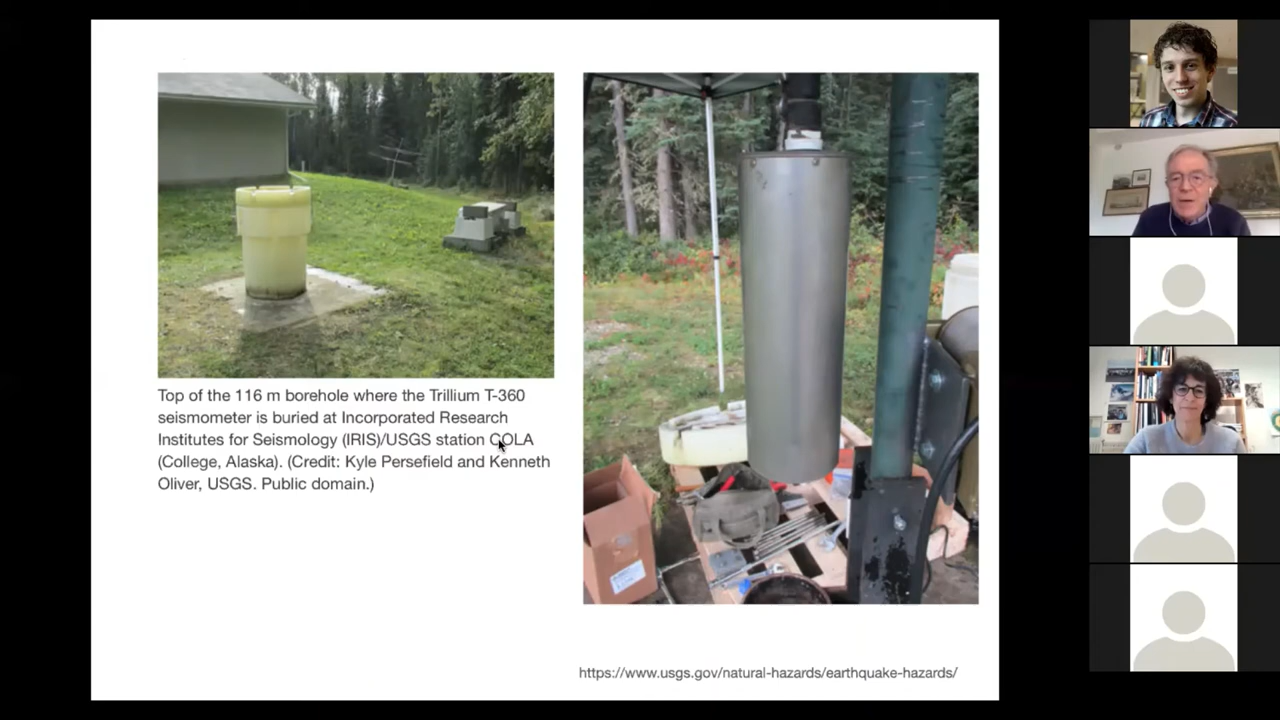 Top of the 116 m borehole where the Trillium T-360
seismometer is buried at Incorporated Research
Institutes for Seismology (IRIS)/USGS station COLA
(College, Alaska). (Credit: Kyle Persefield and Kenneth
Oliver, USGS. Public domain.)
https://www.usgs.gov/natural-hazards/earthquake-hazards/